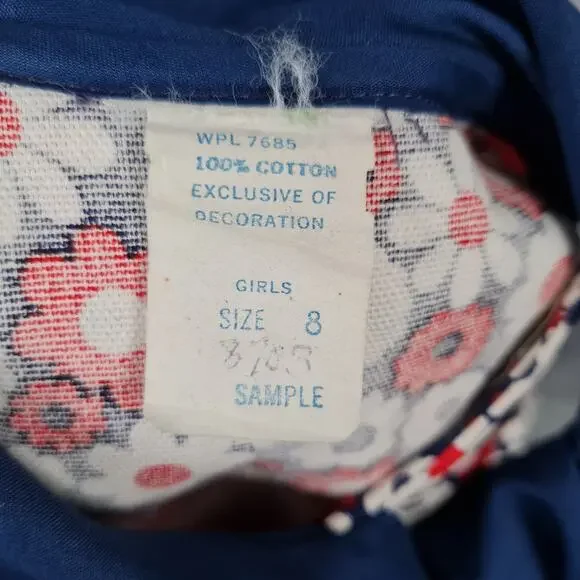 WPL 7685
100% COTTON
EXCLUSIVE OF
DECORATION
GIRLS
SIZE 8
SAMPLE